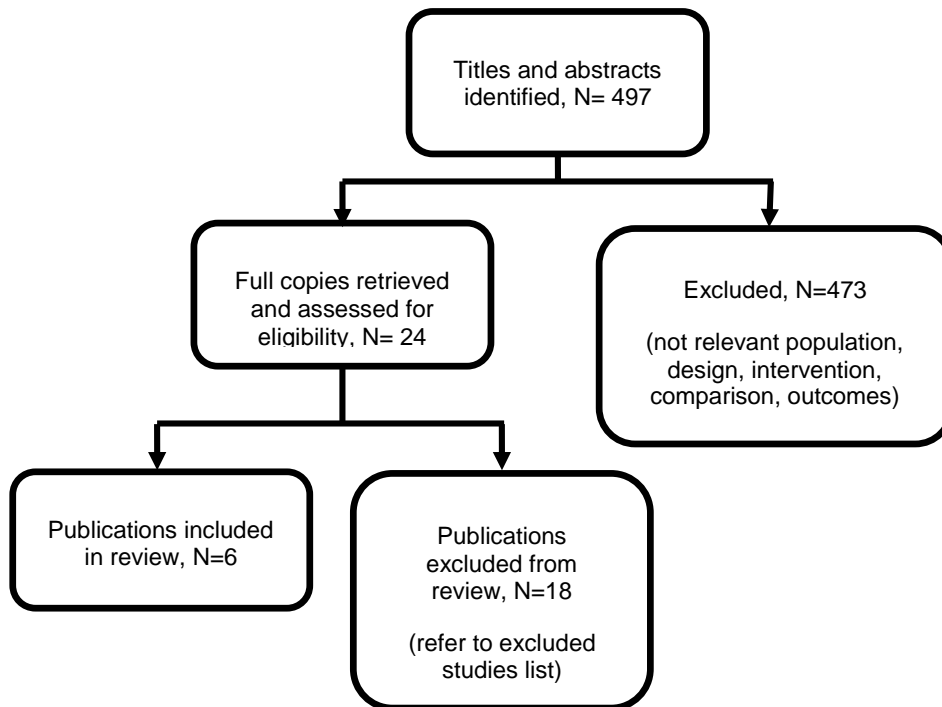 Titles and abstracts
identified, N= 497
Full copies retrieved
and assessed for
eligibility, N= 24
Excluded, N=473
(not relevant population,
design, intervention,
comparison, outcomes)
Publications included
in review, N=6
Publications
excluded from
review, N=18
(refer to excluded
studies list)